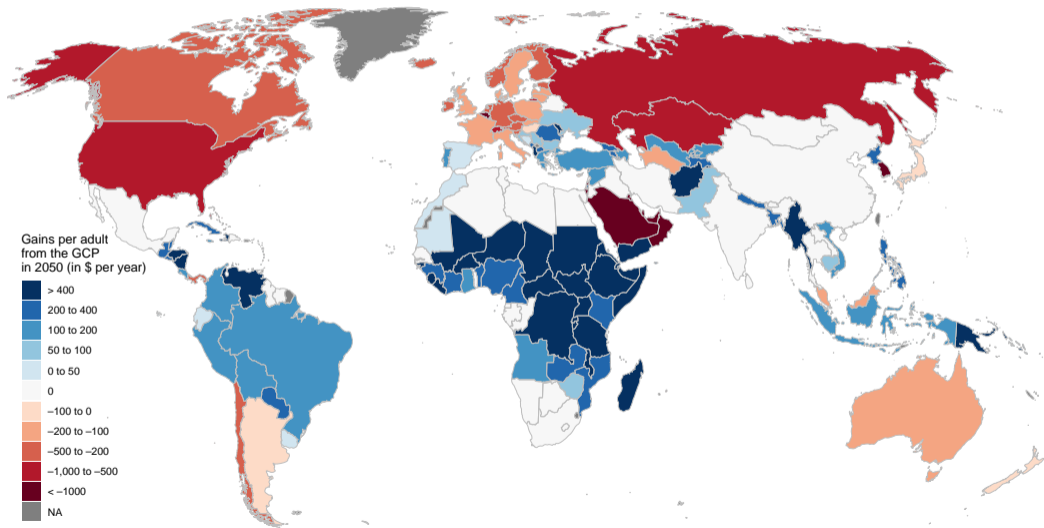 Gains per adult
from the GCP
in 2050 (in $ per year)
> 400
200 to 400
100 to 200
50 to 100
0 to 50
0
–100 to 0
–200 to –100
–500 to –200
–1,000 to –500
< –1000
NA